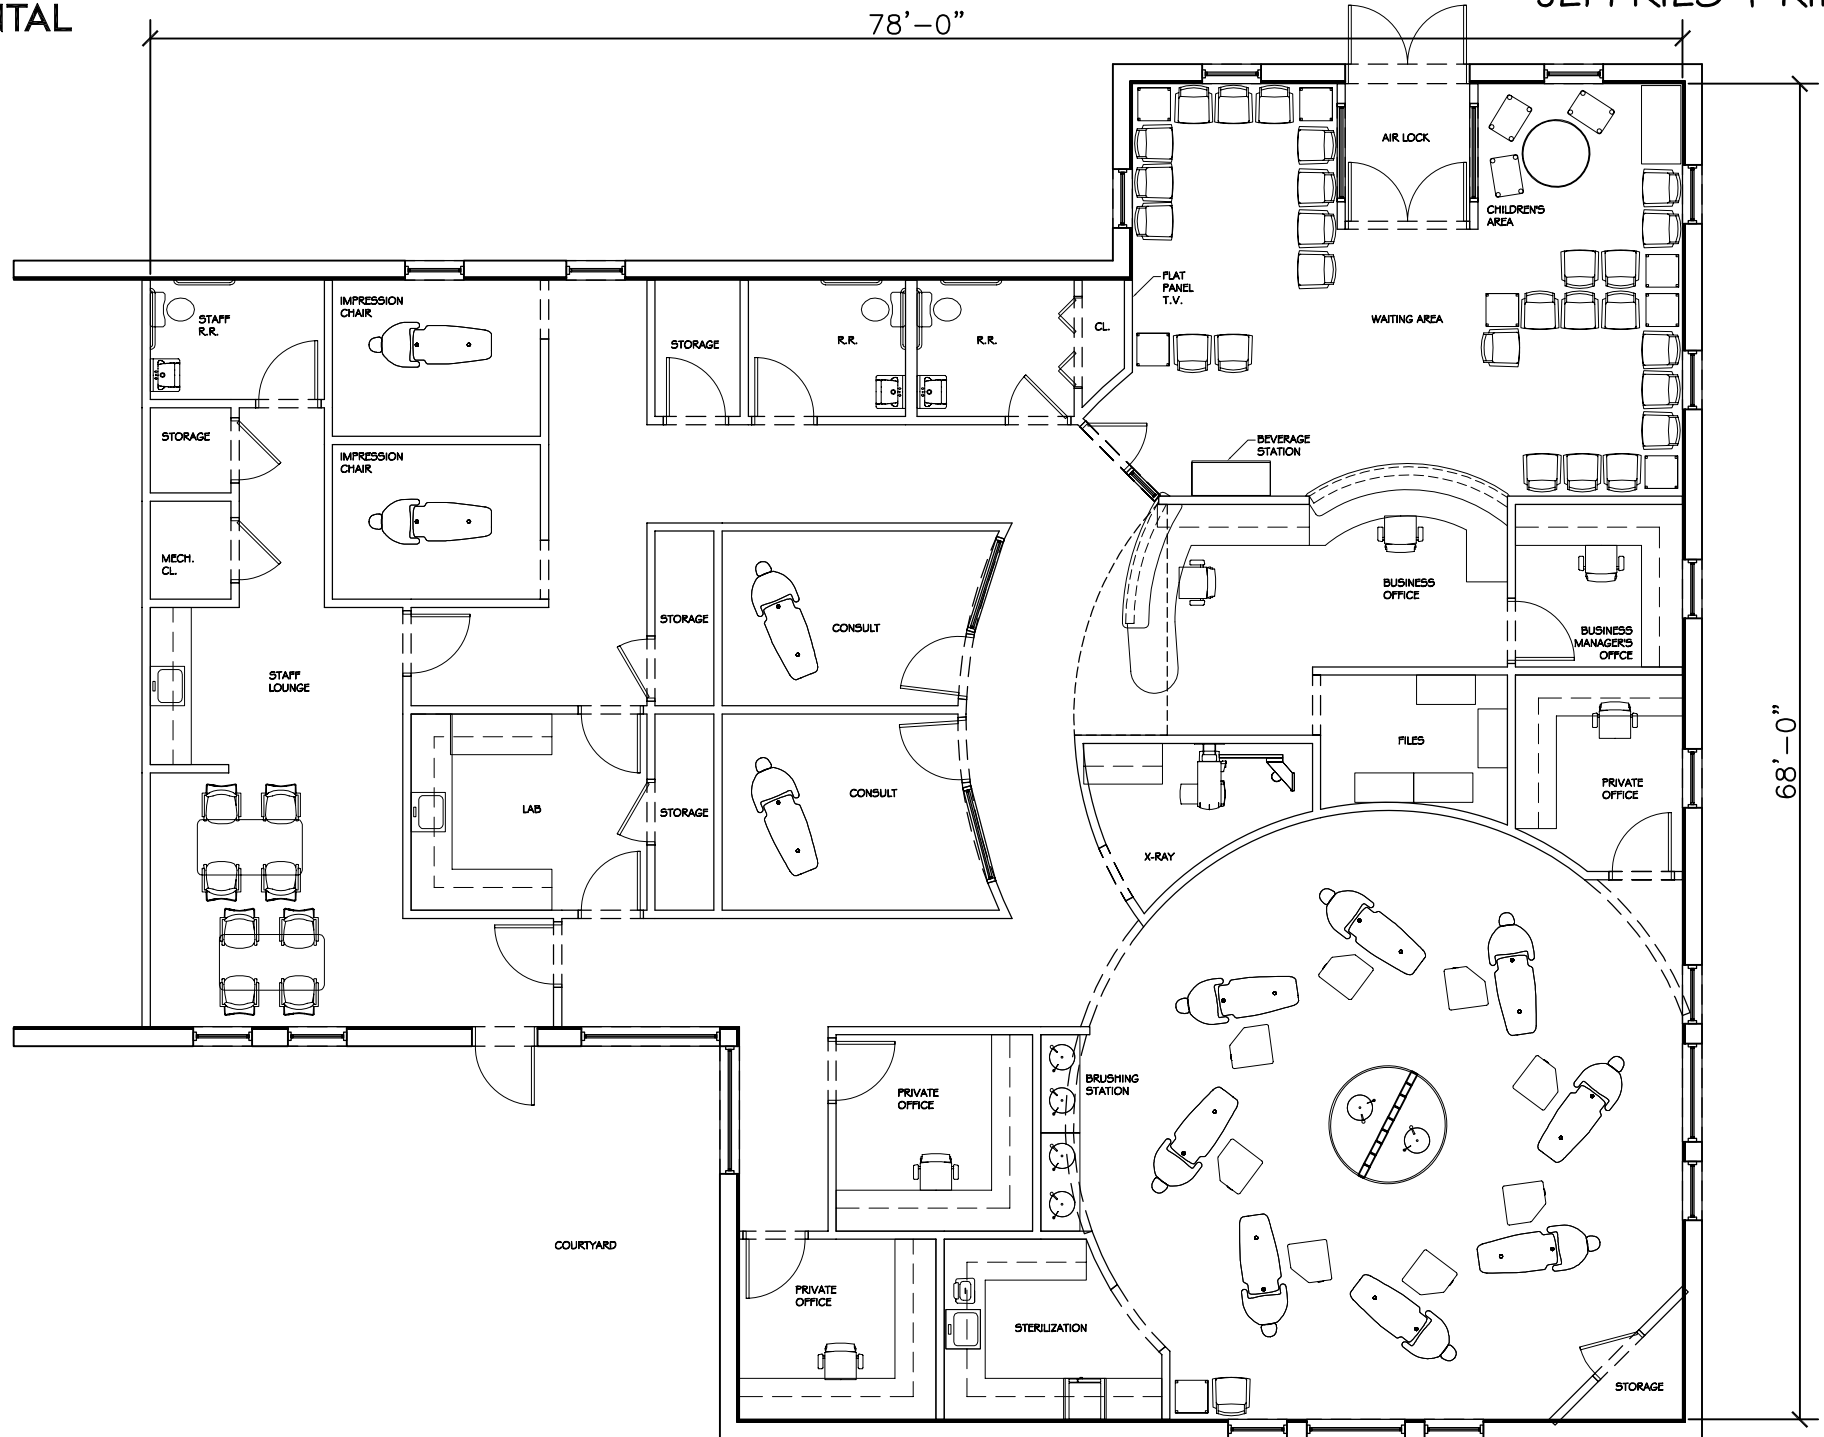 78'-0"
AIR LOCK
CHILDREN'S
AREA
FLAT
PANEL
T.V.
WAITING AREA
IMPRESSION
CHAIR
STAFF
R.R.
STORAGE
R.R.
R.R.
CL.
STORAGE
IMPRESSION
CHAIR
BEVERAGE
STATION
MECH.
CL.
BUSINESS
OFFICE
STORAGE
CONSULT
BUSINESS
MANAGER'S
OFFCE
STAFF
LOUNGE
68'-0"
FILES
PRIVATE
OFFICE
LAB
STORAGE
CONSULT
X-RAY
PRIVATE
OFFICE
BRUSHING
STATION
COURTYARD
PRIVATE
OFFICE
STERILIZATION
STORAGE